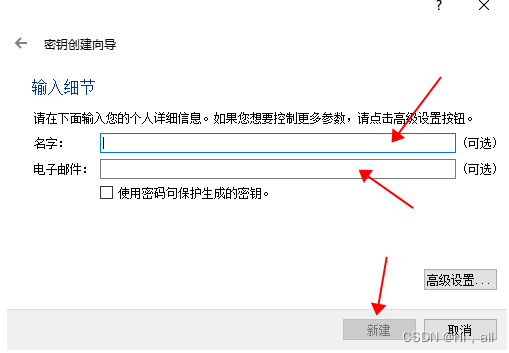 ?
密钥创建向导
输入细节
请在下面输入您的个人详细信息。如果您想要控制更多参数，请点击高级设置按钮。
名字： (可选)
电子邮件： (可选)
使用密码句保护生成的密钥。
高级设置...
新建 取消
CSDN @hl , all